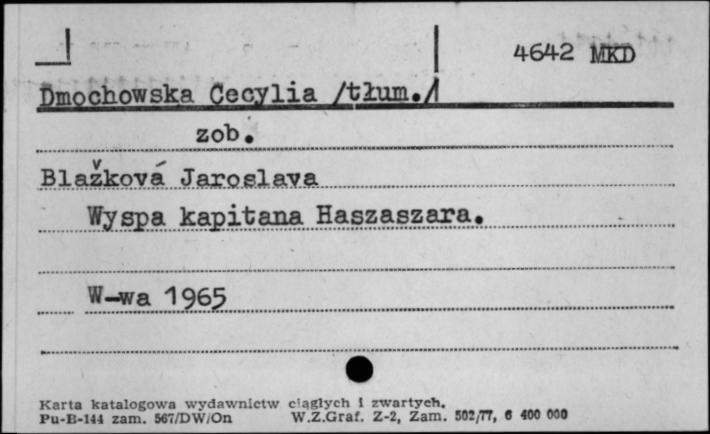 4642 MKD
Dmochowska Cecylia /tłum./
zob.
Blažková Jaroslava
Wyspa kapitana Haszaszara.
W-wa 1965
Karta katalogowa wydawnictw ciągłych i zwartych.
Pu-B-144 zam. 567/DW/On W.Z.Graf. Z-2, Zam. 502/77, 6 400 000